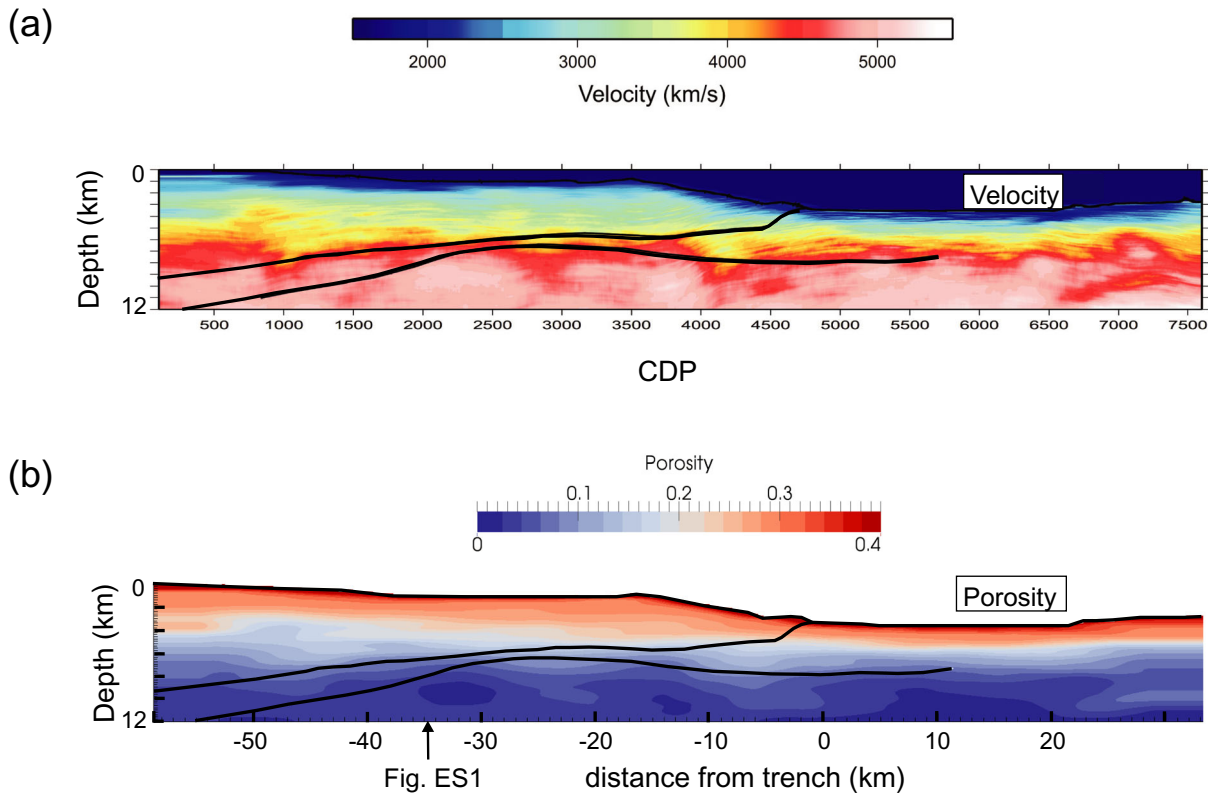 (a)
2000 3000 4000 5000
Velocity (km/s)
0
Velocity
Depth (km)
12
500 1000 1500 2000 2500 3000 3500 4000 4500 5000 5500 6000 6500 7000 7500
CDP
(b)
Porosity
0.1 0.2 0.3
0 0.4
0
Porosity
Depth (km)
12
-50 -40 -30 -20 -10 0 10 20
Fig. ES1
distance from trench (km)